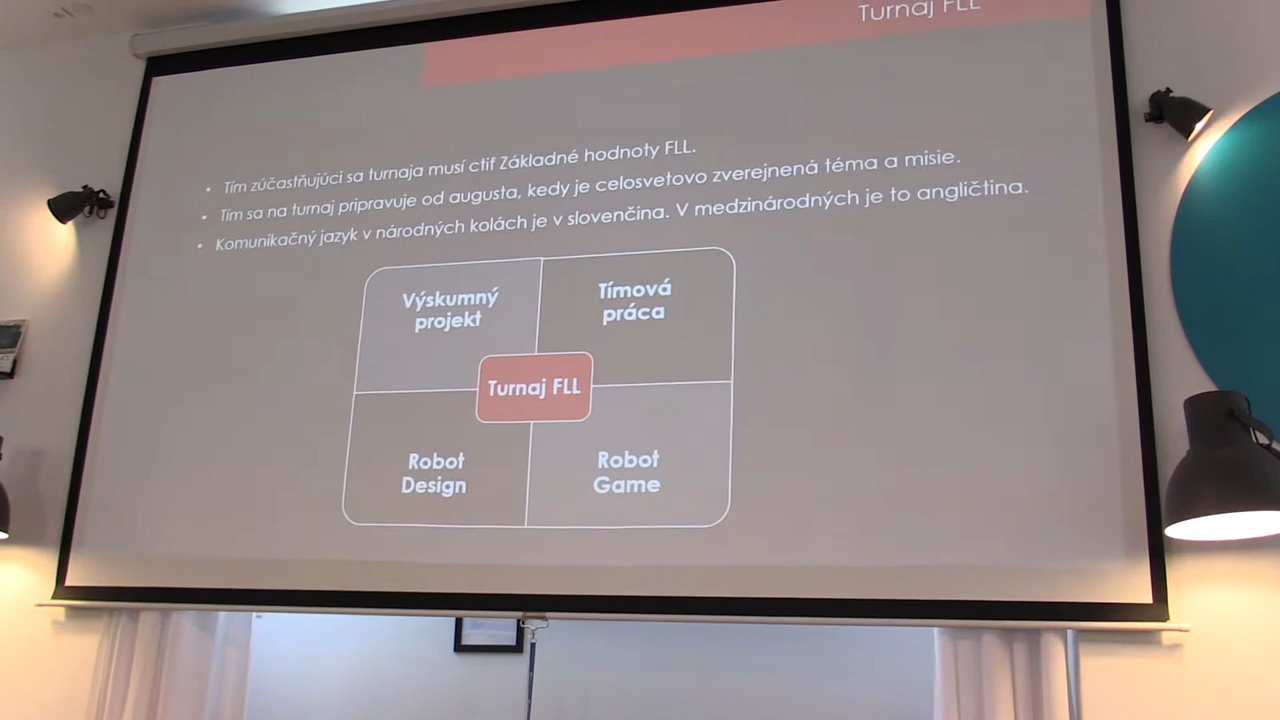 Turnaj FLL
• Tím zúčastňujúci sa turnaja musí ctiť Základné hodnoty FLL.
• Tím sa na turnaj pripravuje od augusta, kedy je celosvetovo zverejnená téma a misie.
• Komunikačný jazyk v národných kolách je v slovenčina. V medzinárodných je to angličtina.
Výskumný
projekt
Tímová
práca
Turnaj FLL
Robot
Design
Robot
Game